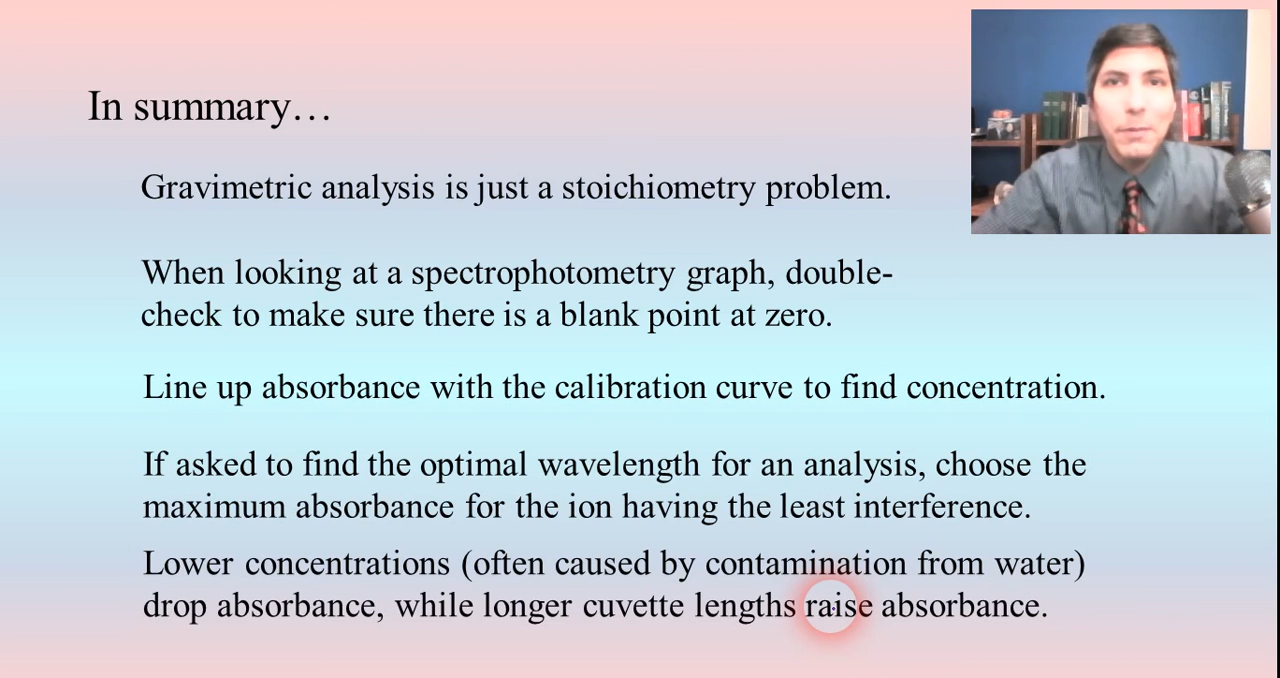 In summary…
Gravimetric analysis is just a stoichiometry problem.
When looking at a spectrophotometry graph, double-
check to make sure there is a blank point at zero.
Line up absorbance with the calibration curve to find concentration.
If asked to find the optimal wavelength for an analysis, choose the
maximum absorbance for the ion having the least interference.
Lower concentrations (often caused by contamination from water)
drop absorbance, while longer cuvette lengths raise absorbance.